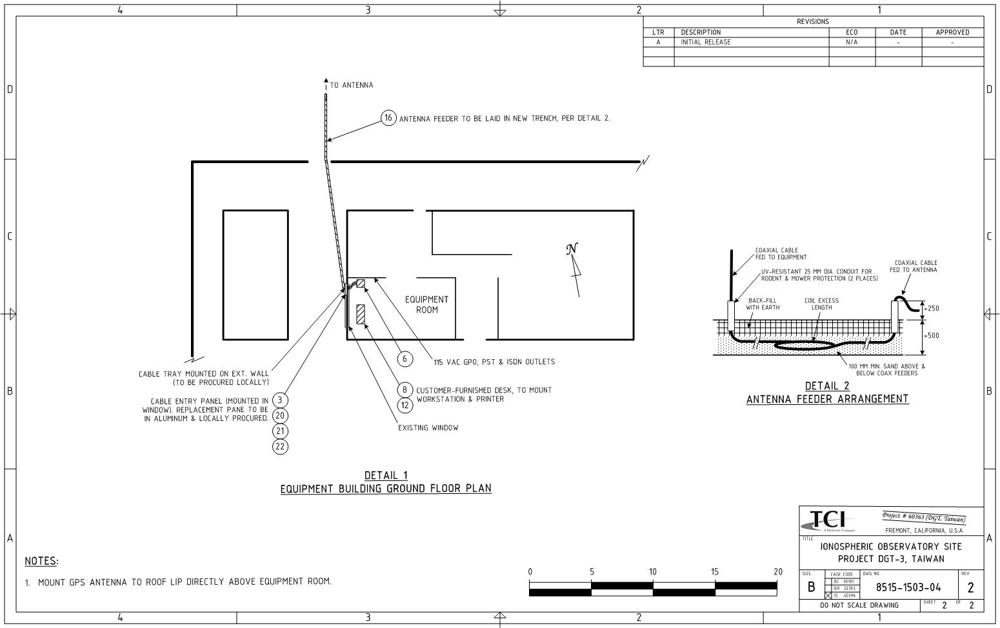 4 3 2 1
REVISIONS
LTR DESCRIPTION ECO DATE APPROVED
A INITIAL RELEASE N/A - -
D D
TO ANTENNA
16 ANTENNA FEEDER TO BE LAID IN NEW TRENCH, PER DETAIL 2.
C C
N
EQUIPMENT
ROOM
6
115 VAC GPO, PST & ISDN OUTLETS
CABLE TRAY MOUNTED ON EXT. WALL
(TO BE PROCURED LOCALLY)
8
12
CUSTOMER-FURNISHED DESK, TO MOUNT
WORKSTATION & PRINTER
CABLE ENTRY PANEL (MOUNTED IN
WINDOW). REPLACEMENT PANE TO BE
IN ALUMINUM & LOCALLY PROCURED.
3
20
21
22
EXISTING WINDOW
DETAIL 1
EQUIPMENT BUILDING GROUND FLOOR PLAN
COAXIAL CABLE
FED TO EQUIPMENT
COAXIAL CABLE
FED TO ANTENNA
UV-RESISTANT 25 MM DIA. CONDUIT FOR
RODENT & MOWER PROTECTION (2 PLACES)
BACK-FILL
WITH EARTH
COIL EXCESS
LENGTH
>250
>500
100 MM MIN. SAND ABOVE &
BELOW COAX FEEDERS
DETAIL 2
ANTENNA FEEDER ARRANGEMENT
B B
A A
NOTES:
1. MOUNT GPS ANTENNA TO ROOF LIP DIRECTLY ABOVE EQUIPMENT ROOM.
0 5 10 15 20
TCI
A Dielectric Company
Project # 60363 (DGT, Taiwan)
FREMONT, CALIFORNIA, U.S.A
TITLE
IONOSPHERIC OBSERVATORY SITE
PROJECT DGT-3, TAIWAN
SIZE
B
CAGE CODE
BC 30103
BR 33783
IS 6E696
DWG NO.
8515-1503-04
REV
2
DO NOT SCALE DRAWING
SHEET 2 OF 2
4 3 2 1